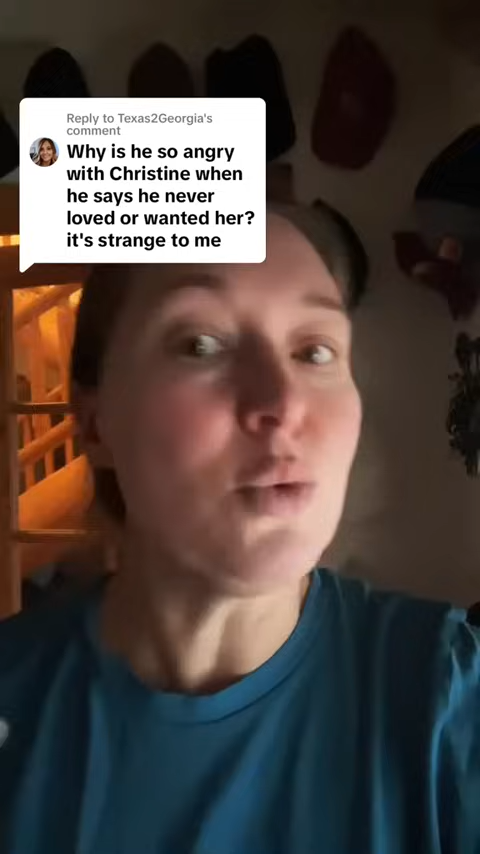 Reply to Texas2Georgia's
comment
Why is he so angry
with Christine when
he says he never
loved or wanted her?
it's strange to me